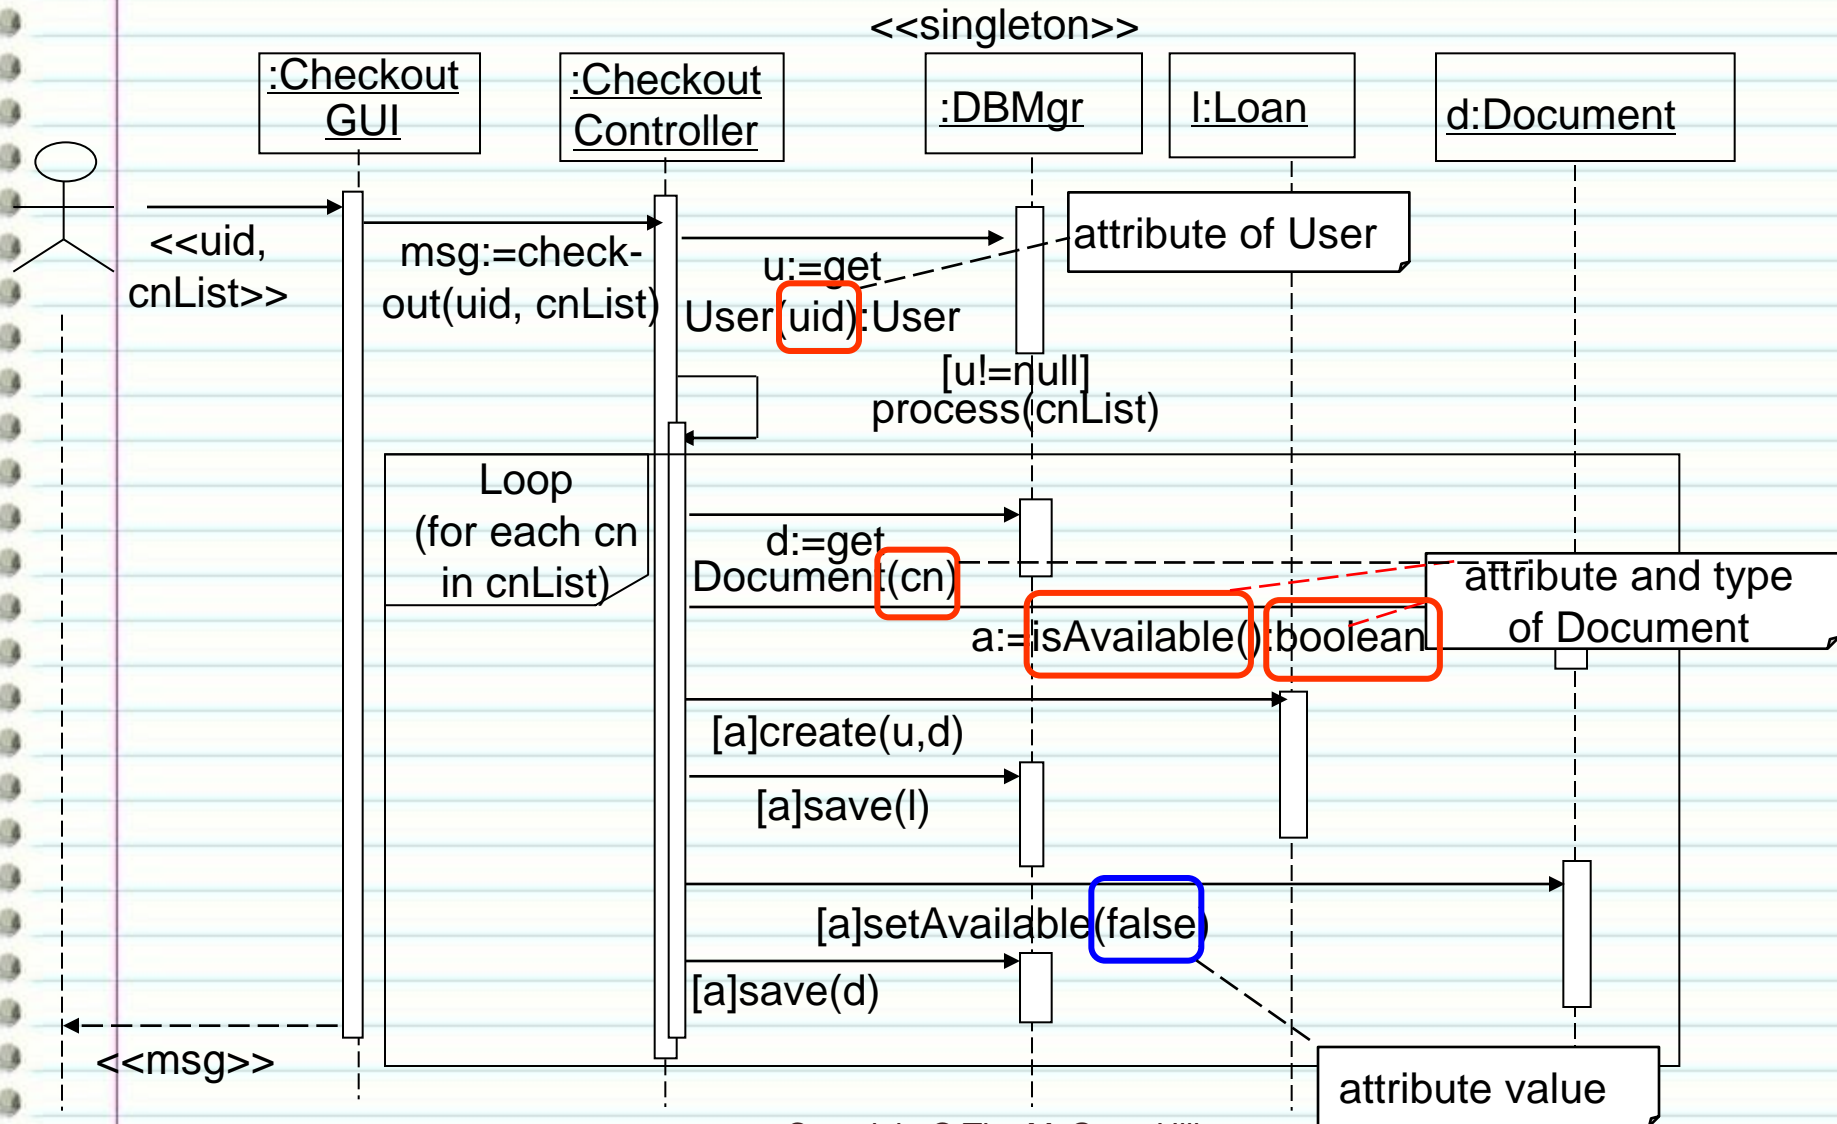 <<singleton>>
:Checkout
GUI
:Checkout
Controller
:DBMgr
l:Loan
d:Document
<<uid,
cnList>>
msg:=check-
out(uid, cnList)
u:=get
User(uid):User
attribute of User
[u!=null]
process(cnList)
Loop
(for each cn
in cnList)
d:=get
Document(cn)
attribute and type
of Document
a:=isAvailable():boolean
[a]create(u,d)
[a]save(l)
[a]setAvailable(false)
[a]save(d)
<<msg>>
attribute value